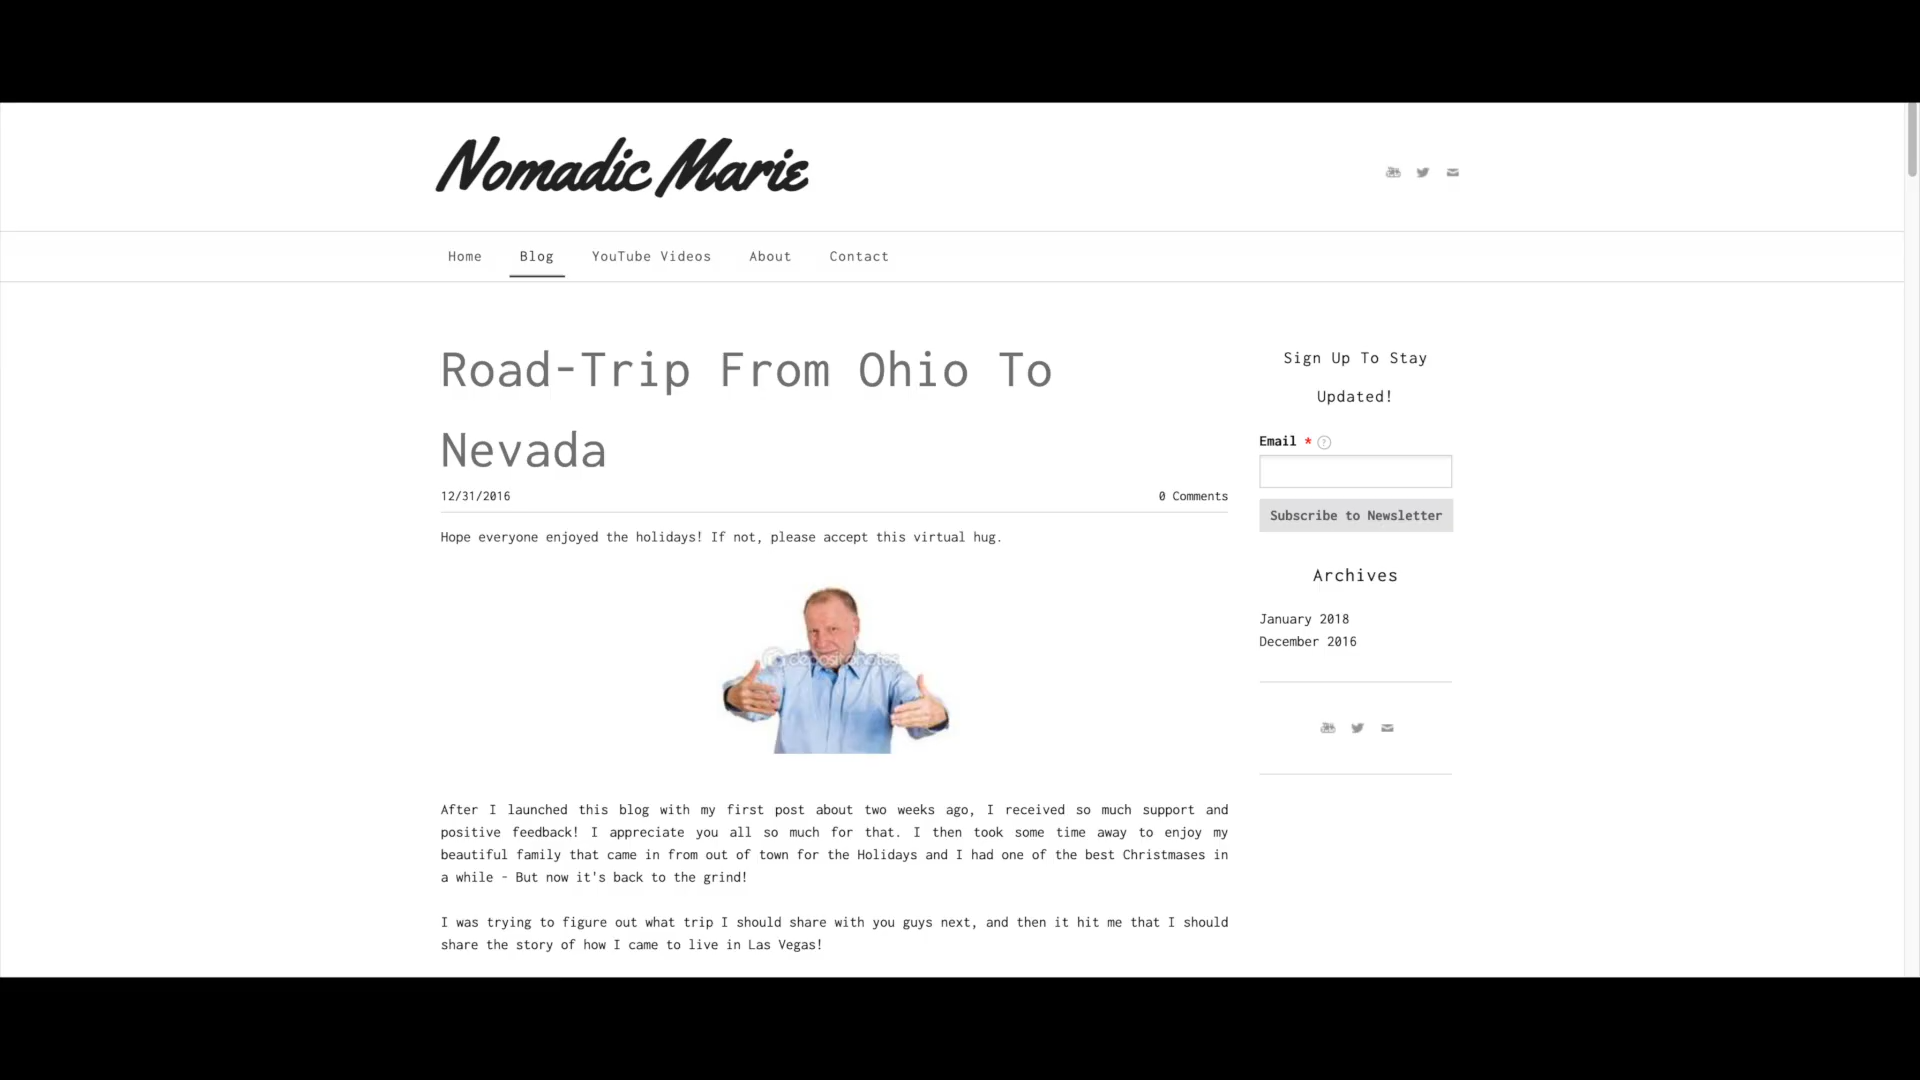 Nomadic Marie
Home Blog YouTube Videos About Contact
Road-Trip From Ohio To
Nevada
12/31/2016 0 Comments
Hope everyone enjoyed the holidays! If not, please accept this virtual hug.
depositphotos
After I launched this blog with my first post about two weeks ago, I received so much support and
positive feedback! I appreciate you all so much for that. I then took some time away to enjoy my
beautiful family that came in from out of town for the Holidays and I had one of the best Christmases in
a while - But now it's back to the grind!
I was trying to figure out what trip I should share with you guys next, and then it hit me that I should
share the story of how I came to live in Las Vegas!
Sign Up To Stay
Updated!
Email * ?
Subscribe to Newsletter
Archives
January 2018
December 2016